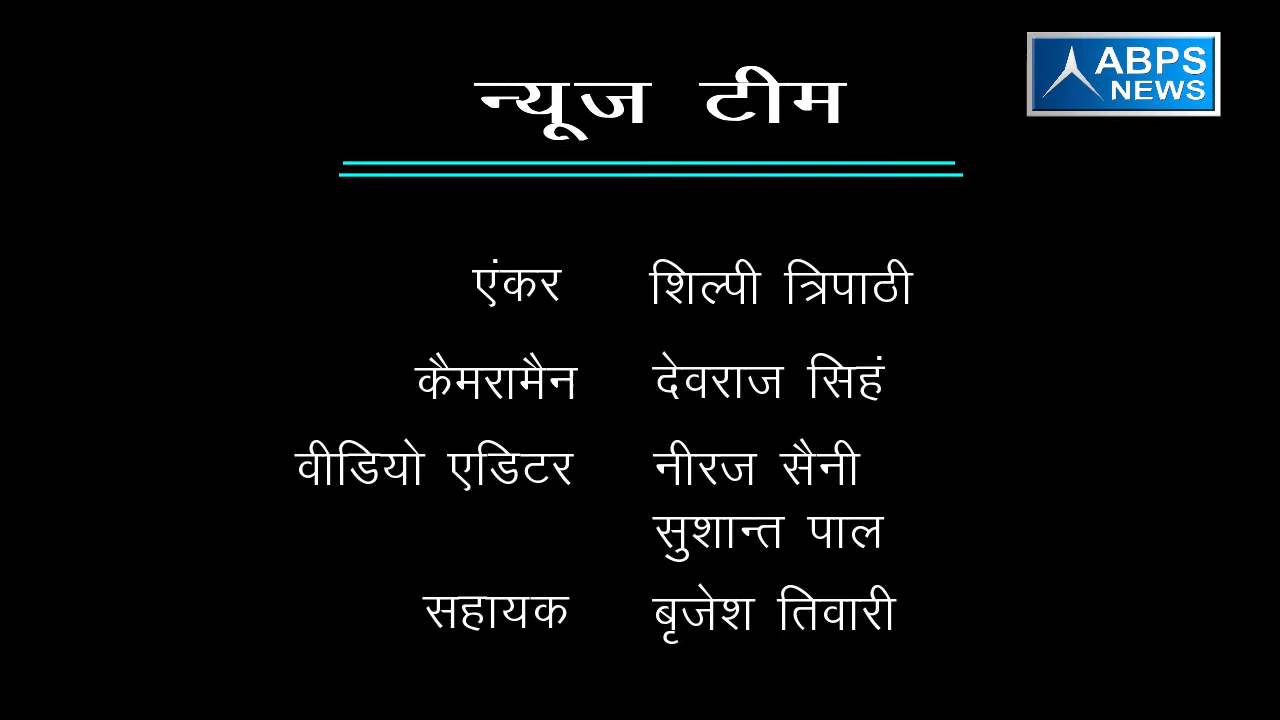 न्यूज टीम
ABPS
NEWS
एंकर शिल्पी त्रिपाठी
कैमरामैन देवराज सिहं
वीडियो एडिटर नीरज सैनी
सुशान्त पाल
सहायक बृजेश तिवारी